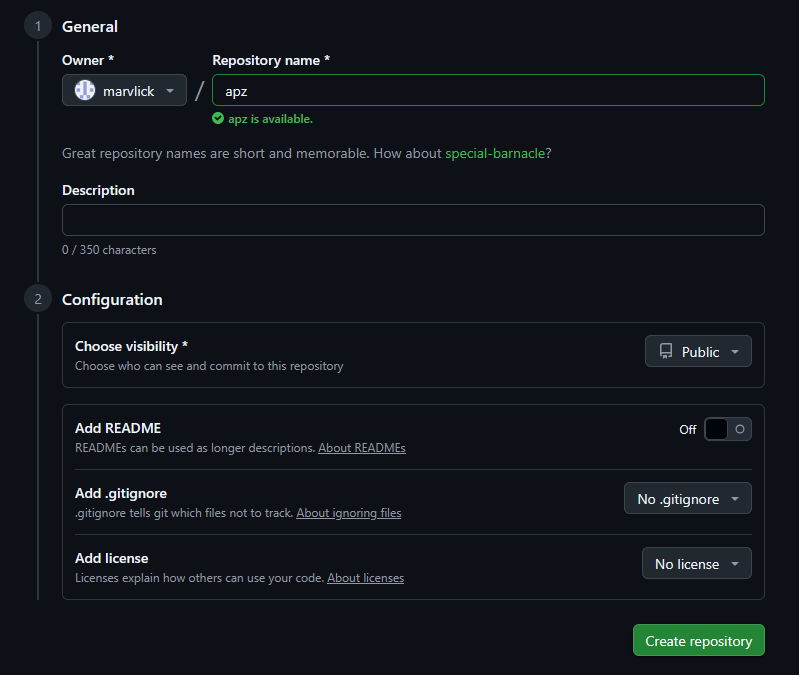 1 General
Owner * Repository name *
marvlick / apz
apz is available.
Great repository names are short and memorable. How about special-barnacle?
Description
0 / 350 characters
2 Configuration
Choose visibility * Public
Choose who can see and commit to this repository
Add README Off
READMEs can be used as longer descriptions. About READMEs
Add .gitignore No .gitignore
.gitignore tells git which files not to track. About ignoring files
Add license No license
Licenses explain how others can use your code. About licenses
Create repository